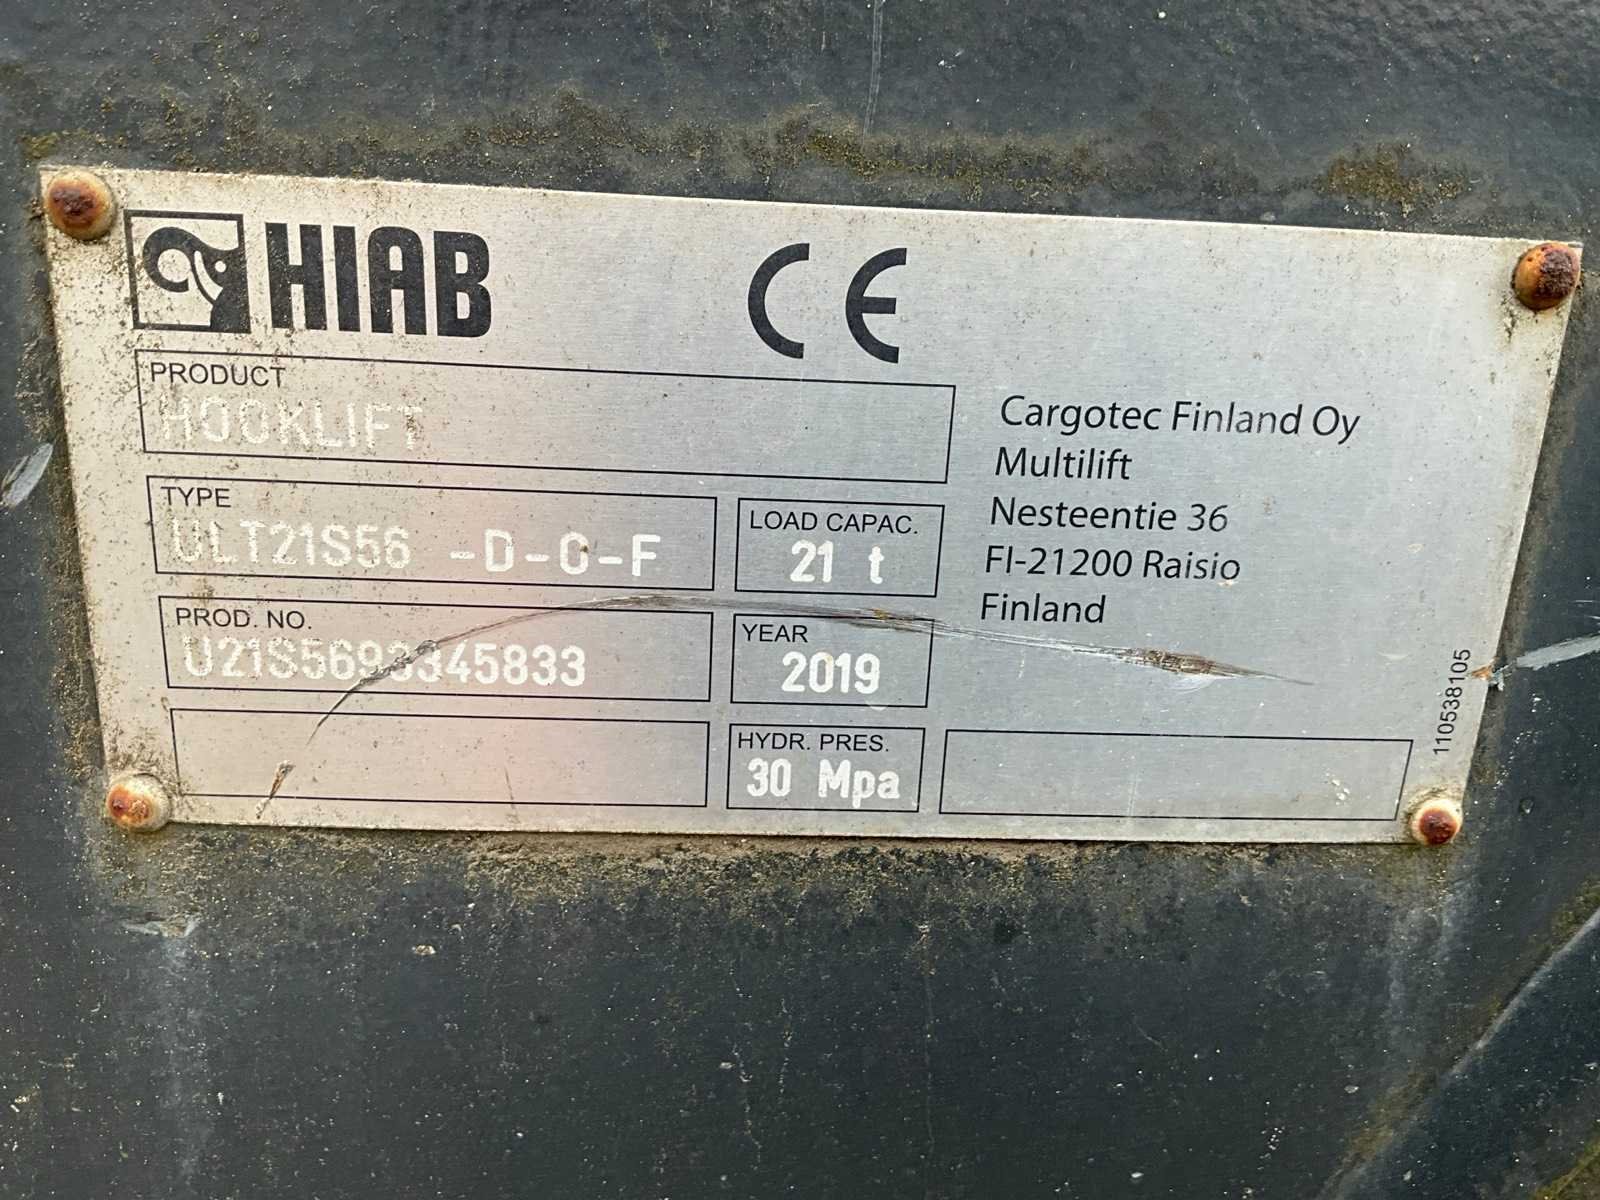 HIAB
CE
PRODUCT
HOOKLIFT
TYPE
ULT21S56 -D-0-F
LOAD CAPAC.
21 t
PROD. NO.
U21S5693345833
YEAR
2019
HYDR. PRES.
30 Mpa
Cargotec Finland Oy
Multilift
Nesteentie 36
FI-21200 Raisio
Finland
110538105